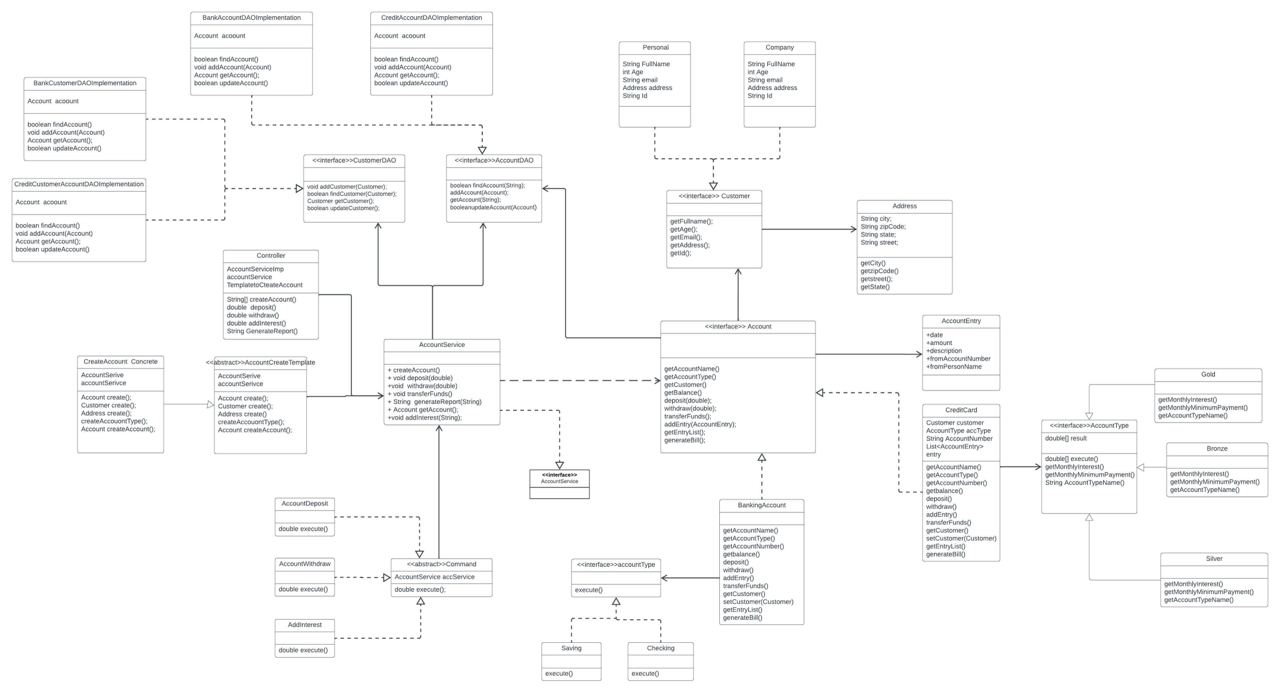 BankAccountDAOImplementation
Account  acoount
boolean findAccount()
void addAccount(Account)
Account getAccount();
boolean updateAccount()
CreditAccountDAOImplementation
Account  acoount
boolean findAccount()
void addAccount(Account)
Account getAccount();
boolean updateAccount()
Personal
String FullName
int Age
String email
Address address
String Id
Company
String FullName
int Age
String email
Address address
String Id
BankCustomerDAOImplementation
Account  acoount
boolean findAccount()
void addAccount(Account)
Account getAccount();
boolean updateAccount()
CreditCustomerAccountDAOImplementation
Account  acoount
boolean findAccount()
void addAccount(Account)
Account getAccount();
boolean updateAccount()
<<interface>>CustomerDAO
void addCustomer(Customer);
boolean findCustomer(Customer);
Customer getCustomer();
boolean updateCustomer();
<<interface>>AccountDAO
boolean findAccount(String);
addAccount(Account);
getAccount(String);
booleanupdateAccount(Account)
<<interface>> Customer
getFullname();
getAge();
getEmail();
getAddress();
getId();
Address
String city;
String zipCode;
String state;
String street;
getCity()
getzipCode()
getstreet();
getState()
Controller
AccountServiceImp
accountService
TemplatetoCteateAccount
String[] createAccount()
double  deposit()
double withdraw()
double addInterest()
String GenerateReport()
<<interface>> Account
getAccountName()
getAccountType()
getCustomer()
getBalance()
deposit(double);
withdraw(double);
transferFunds();
addEntry(AccountEntry);
getEntryList();
generateBill();
AccountEntry
+date
+amount
+description
+fromAccountNumber
+fromPersonName
AccountService
+ createAccount()
+ void deposit(double)
+void  withdraw(double)
+ void transferFunds()
+ String  generateReport(String)
+ Account getAccount();
+void addInterest(String);
CreateAccount  Concrete
AccountSerive
accountSerivce
Account create();
Customer create();
Address create();
createAccouontType();
Account createAccount();
<<abstract>>AccountCreateTemplate
AccountSerive
accountSerivce
Account create();
Customer create();
Address create()
createAccouontType();
Account createAccount();
<<interface>>
AccountService
CreditCard
Customer customer
AccountType accType
String AccountNumber
List<AccountEntry>
entry
getAccountName()
getAccountType()
getAccountNumber()
getbalance()
deposit()
withdraw()
addEntry()
transferFunds()
getCustomer()
setCustomer(Customer)
getEntryList()
generateBill()
<<interface>>AccountType
double[] result
double[] execute()
getMonthlyInterest()
getMonthlyMinimumPayment()
String AccountTypeName()
Gold
getMonthlyInterest()
getMonthlyMinimumPayment()
getAccountTypeName()
Bronze
getMonthlyInterest()
getMonthlyMinimumPayment()
getAccountTypeName()
Silver
getMonthlyInterest()
getMonthlyMinimumPayment()
getAccountTypeName()
AccountDeposit
double execute()
AccountWithdraw
double execute()
AddInterest
double execute()
<<abstract>>Command
AccountService accService
double execute();
<<interface>>accountType
execute()
BankingAccount
getAccountName()
getAccountType()
getAccountNumber()
getbalance()
deposit()
withdraw()
addEntry()
transferFunds()
getCustomer()
setCustomer(Customer)
getEntryList()
generateBill()
Saving
execute()
Checking
execute()